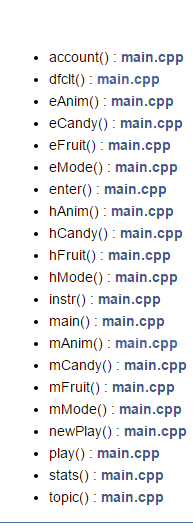 account() : main.cpp
dfclt() : main.cpp
eAnim() : main.cpp
eCandy() : main.cpp
eFruit() : main.cpp
eMode() : main.cpp
enter() : main.cpp
hAnim() : main.cpp
hCandy() : main.cpp
hFruit() : main.cpp
hMode() : main.cpp
instr() : main.cpp
main() : main.cpp
mAnim() : main.cpp
mCandy() : main.cpp
mFruit() : main.cpp
mMode() : main.cpp
newPlay() : main.cpp
play() : main.cpp
stats() : main.cpp
topic() : main.cpp